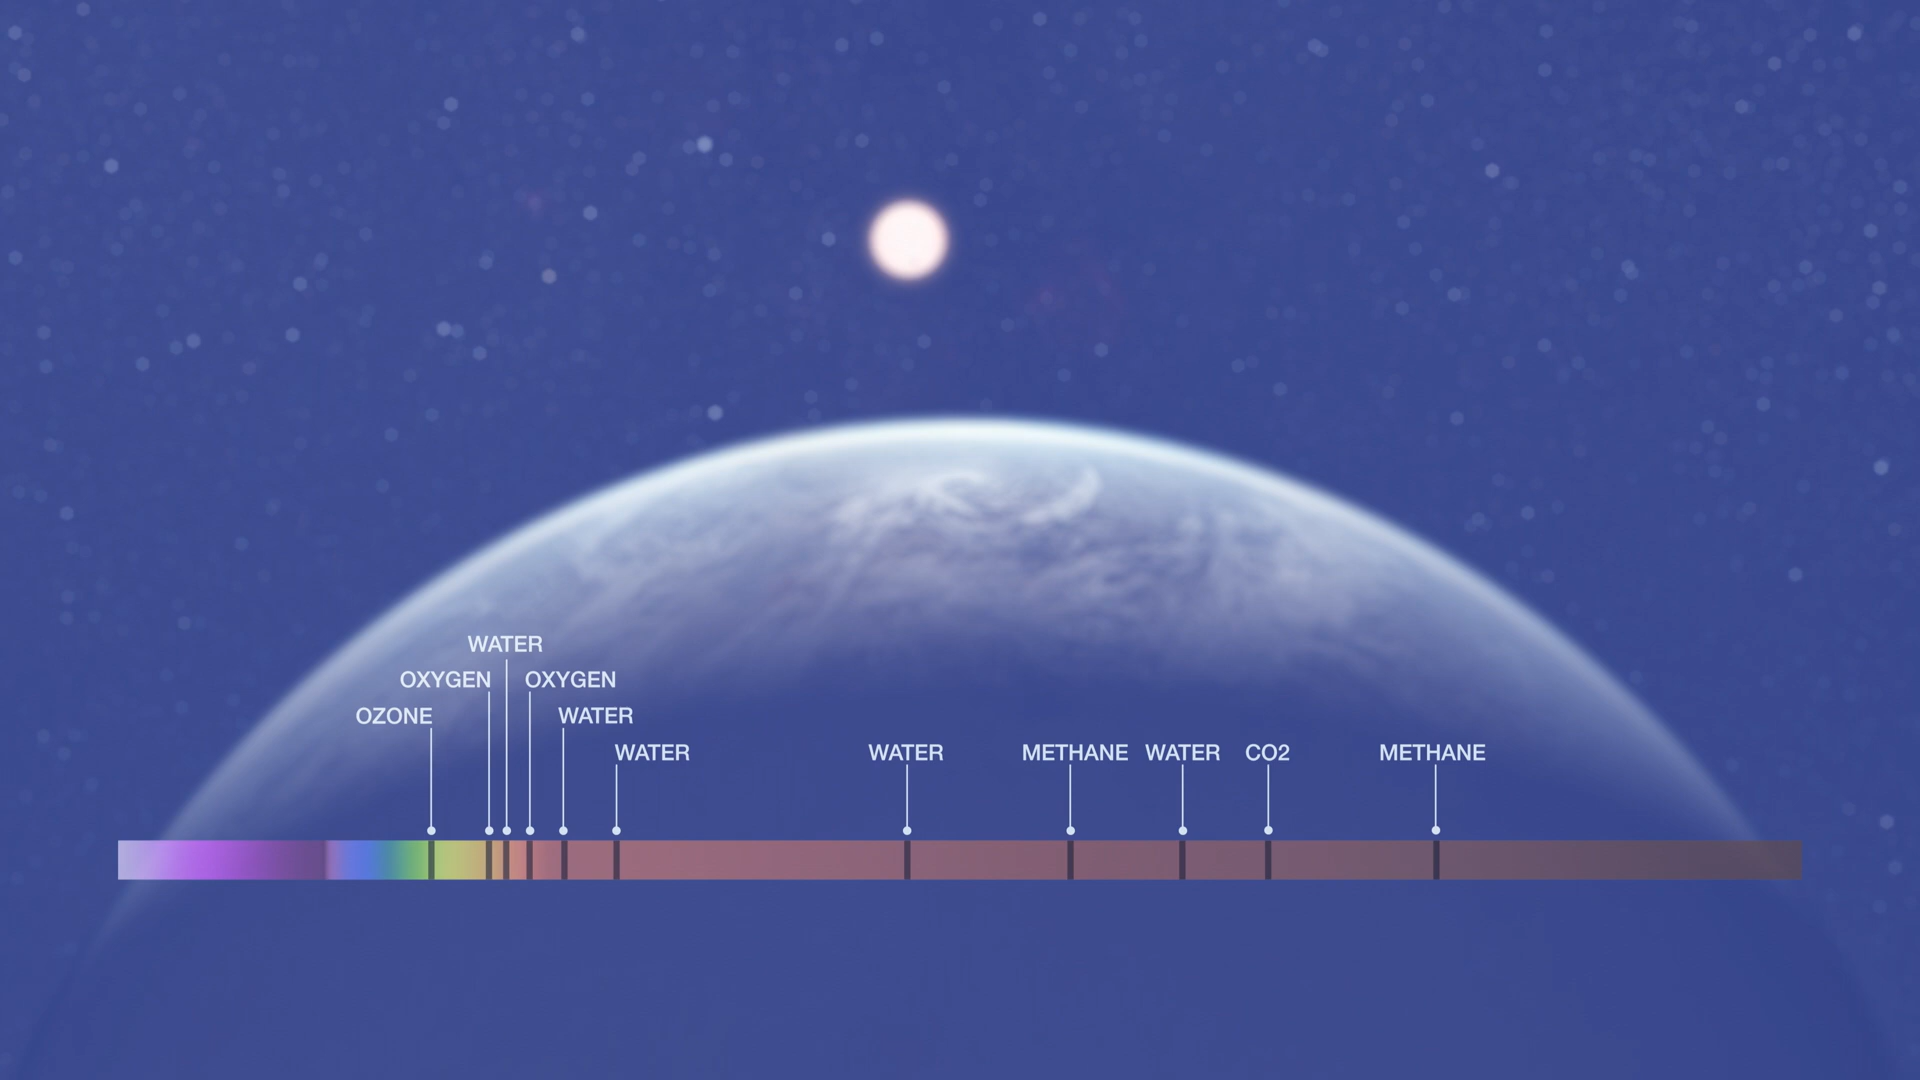 WATER
OXYGEN OXYGEN
OZONE WATER
WATER WATER METHANE WATER CO2 METHANE